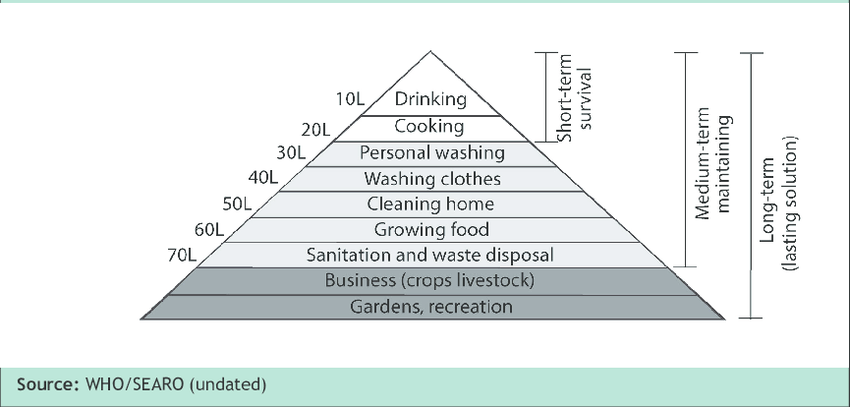 10L Drinking
20L Cooking
30L Personal washing
40L Washing clothes
50L Cleaning home
60L Growing food
70L Sanitation and waste disposal
Business (crops livestock)
Gardens, recreation
Short-term
survival
Medium-term
maintaining
Long-term
(lasting solution)
Source: WHO/SEARO (undated)